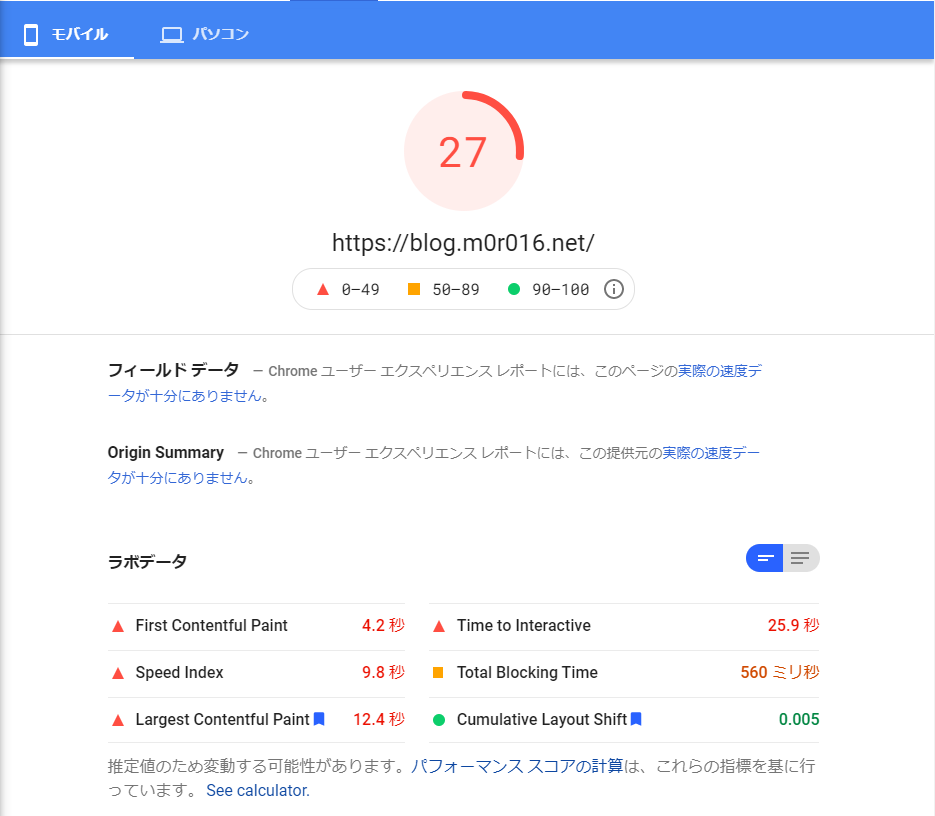 モバイル パソコン
27
https://blog.m0r016.net/
0–49 50–89 90–100
フィールド データ — Chrome ユーザー エクスペリエンス レポートには、このページの実際の速度デ
ータが十分にありません。
Origin Summary — Chrome ユーザー エクスペリエンス レポートには、この提供元の実際の速度デー
タが十分にありません。
ラボデータ
First Contentful Paint 4.2 秒 Time to Interactive 25.9 秒
Speed Index 9.8 秒 Total Blocking Time 560 ミリ秒
Largest Contentful Paint 12.4 秒 Cumulative Layout Shift 0.005
推定値のため変動する可能性があります。パフォーマンス スコアの計算は、これらの指標を基に行
っています。 See calculator.